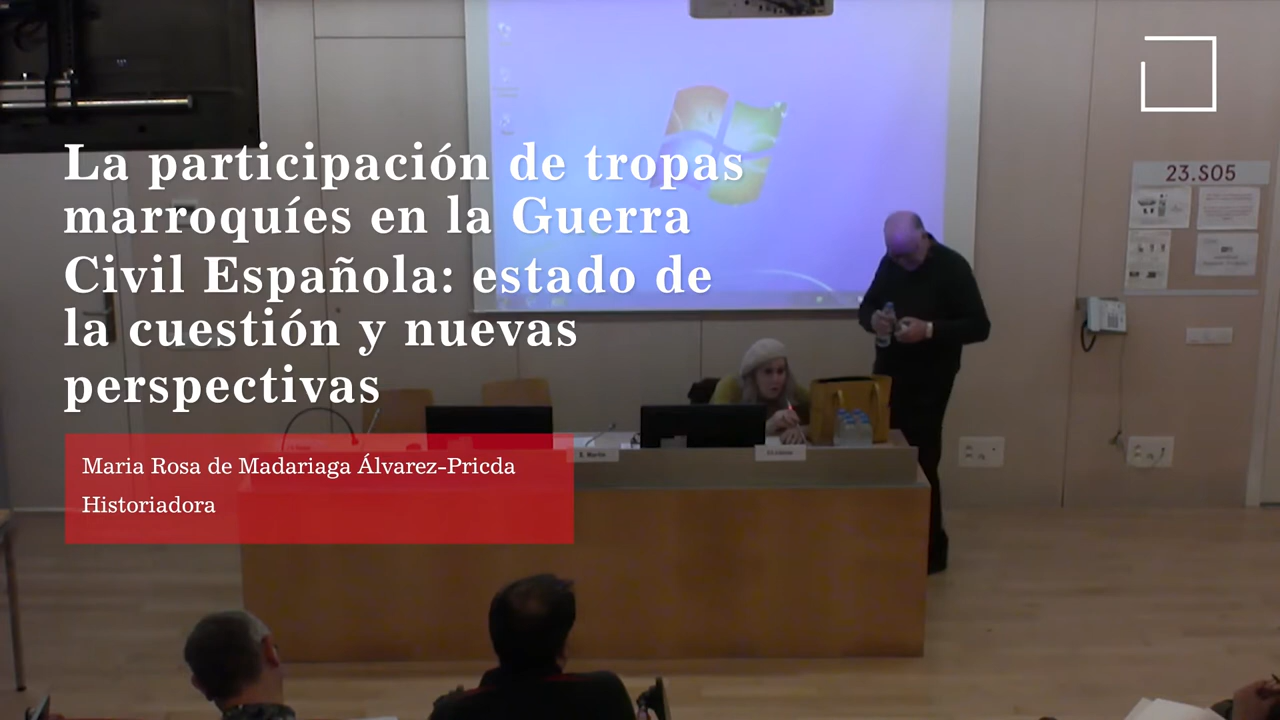 La participación de tropas
marroquíes en la Guerra
Civil Española: estado de
la cuestión y nuevas
perspectivas
Maria Rosa de Madariaga Álvarez-Pricda
Historiadora
23.S05